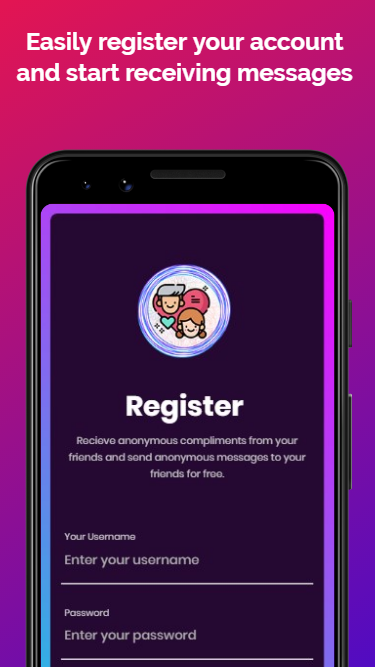 Easily register your account
and start receiving messages
Register
Recieve anonymous compliments from your
friends and send anonymous messages to your
friends for free.
Your Username
Enter your username
Password
Enter your password